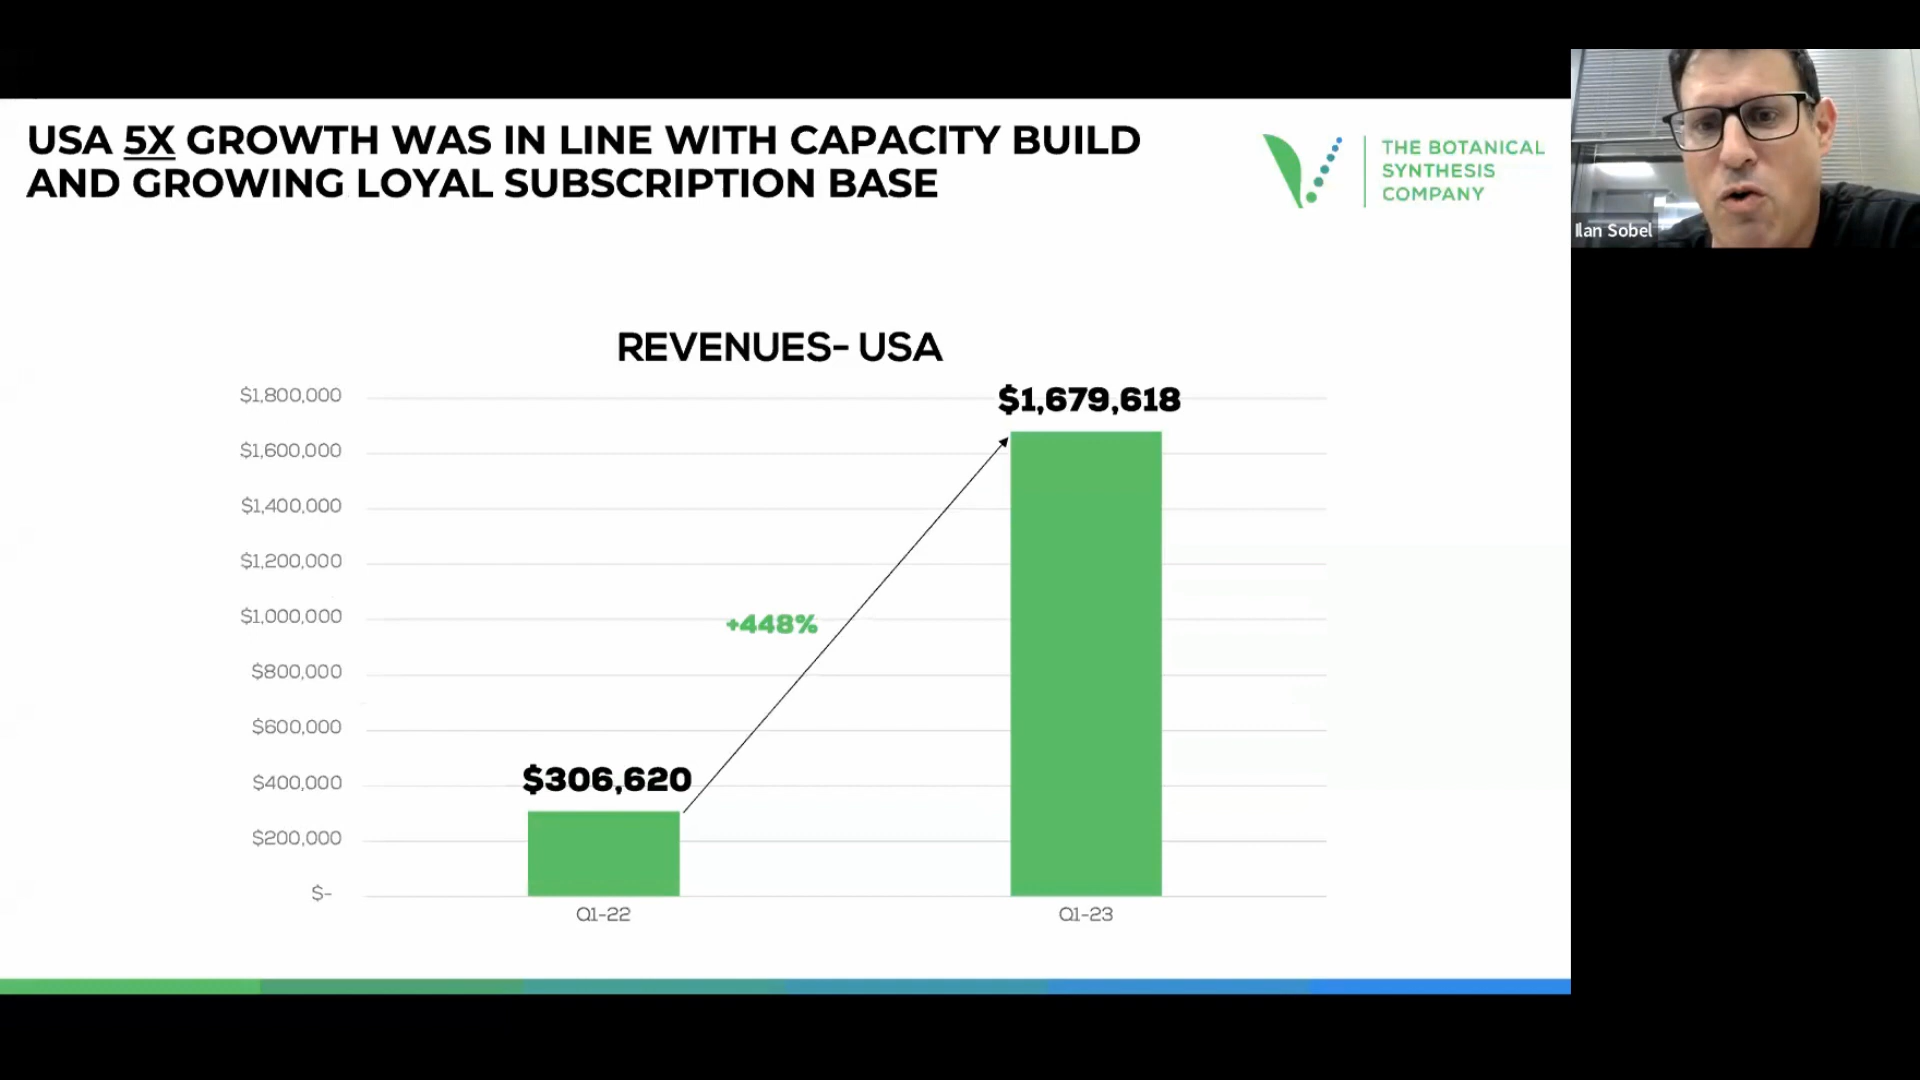 USA 5X GROWTH WAS IN LINE WITH CAPACITY BUILD
AND GROWING LOYAL SUBSCRIPTION BASE
THE BOTANICAL
SYNTHESIS
COMPANY
Ilan Sobel
REVENUES- USA
$1,800,000
$1,600,000
$1,400,000
$1,200,000
$1,000,000
$800,000
$600,000
$400,000
$200,000
$-
$1,679,618
+448%
$306,620
Q1-22
Q1-23